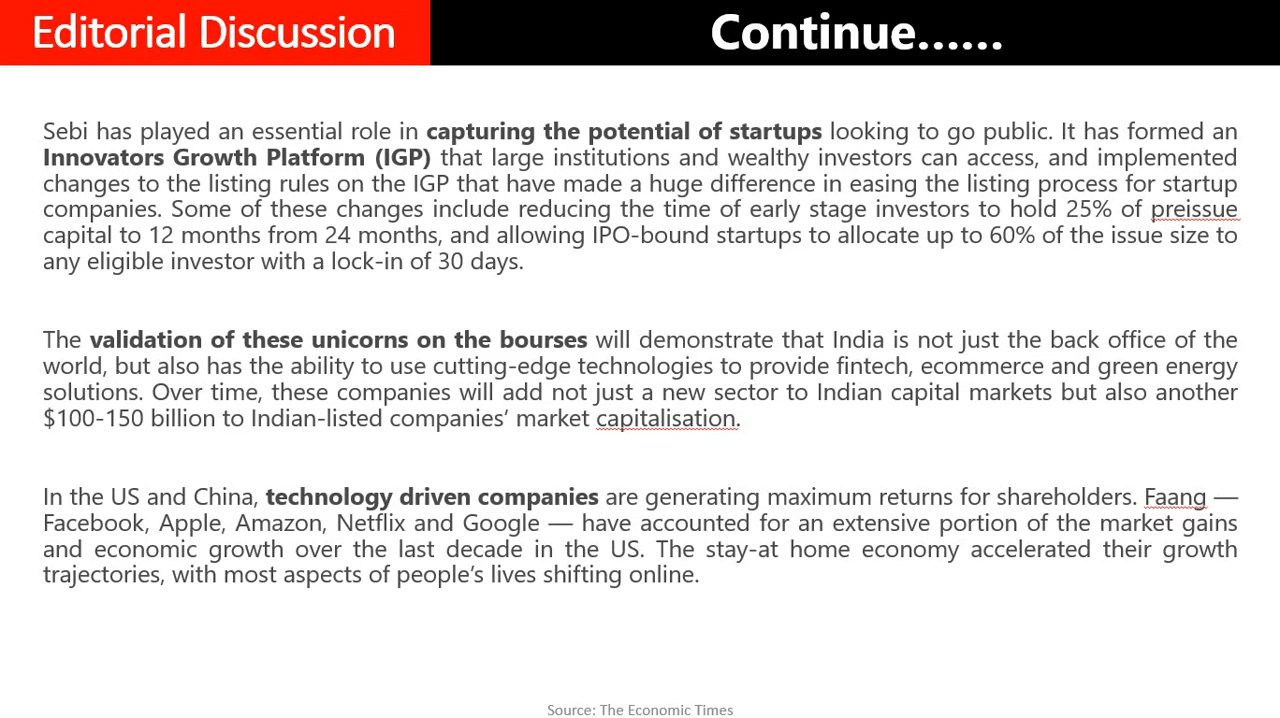 Editorial Discussion
Continue......
Sebi has played an essential role in capturing the potential of startups looking to go public. It has formed an
Innovators Growth Platform (IGP) that large institutions and wealthy investors can access, and implemented
changes to the listing rules on the IGP that have made a huge difference in easing the listing process for startup
companies. Some of these changes include reducing the time of early stage investors to hold 25% of preissue
capital to 12 months from 24 months, and allowing IPO-bound startups to allocate up to 60% of the issue size to
any eligible investor with a lock-in of 30 days.
The validation of these unicorns on the bourses will demonstrate that India is not just the back office of the
world, but also has the ability to use cutting-edge technologies to provide fintech, ecommerce and green energy
solutions. Over time, these companies will add not just a new sector to Indian capital markets but also another
$100-150 billion to Indian-listed companies’ market capitalisation.
In the US and China, technology driven companies are generating maximum returns for shareholders. Faang —
Facebook, Apple, Amazon, Netflix and Google — have accounted for an extensive portion of the market gains
and economic growth over the last decade in the US. The stay-at home economy accelerated their growth
trajectories, with most aspects of people’s lives shifting online.
Source: The Economic Times